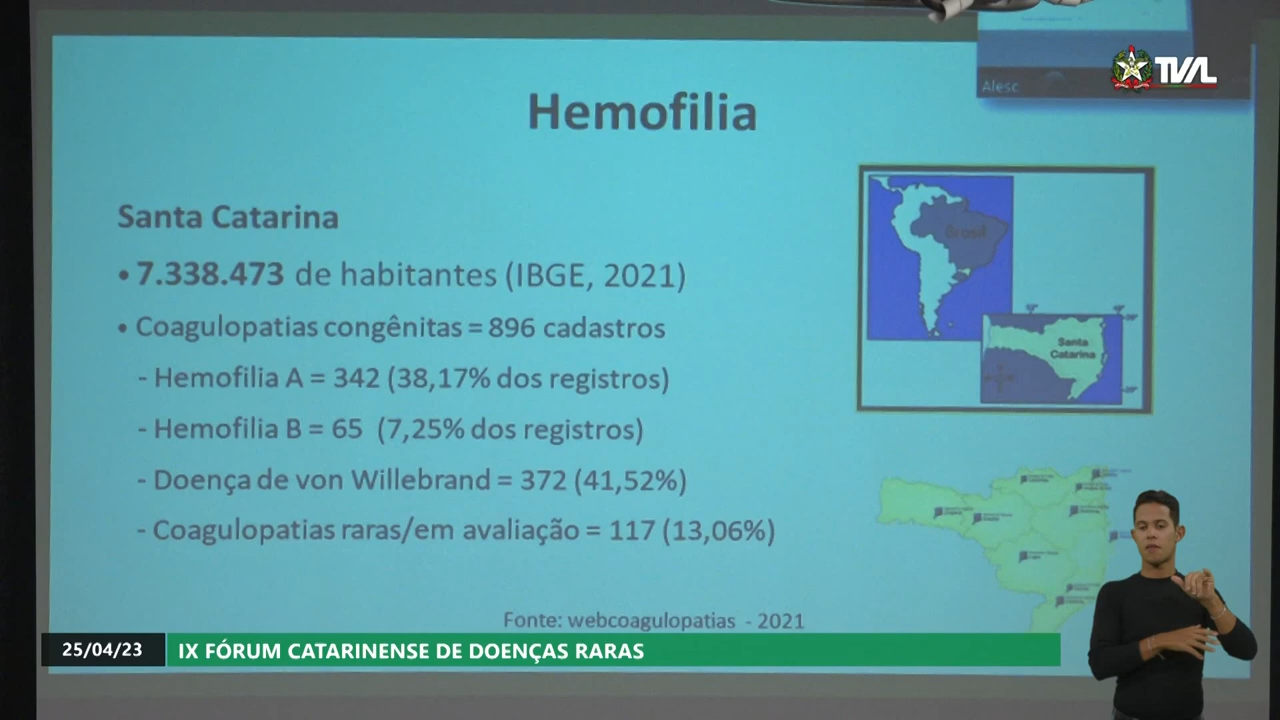 Alesc
TVAL
Hemofilia
Santa Catarina
• 7.338.473 de habitantes (IBGE, 2021)
• Coagulopatias congênitas = 896 cadastros
- Hemofilia A = 342 (38,17% dos registros)
- Hemofilia B = 65 (7,25% dos registros)
- Doença de von Willebrand = 372 (41,52%)
- Coagulopatias raras/em avaliação = 117 (13,06%)
Brasil
Santa
Catarina
Fonte: webcoagulopatias - 2021
25/04/23
IX FÓRUM CATARINENSE DE DOENÇAS RARAS